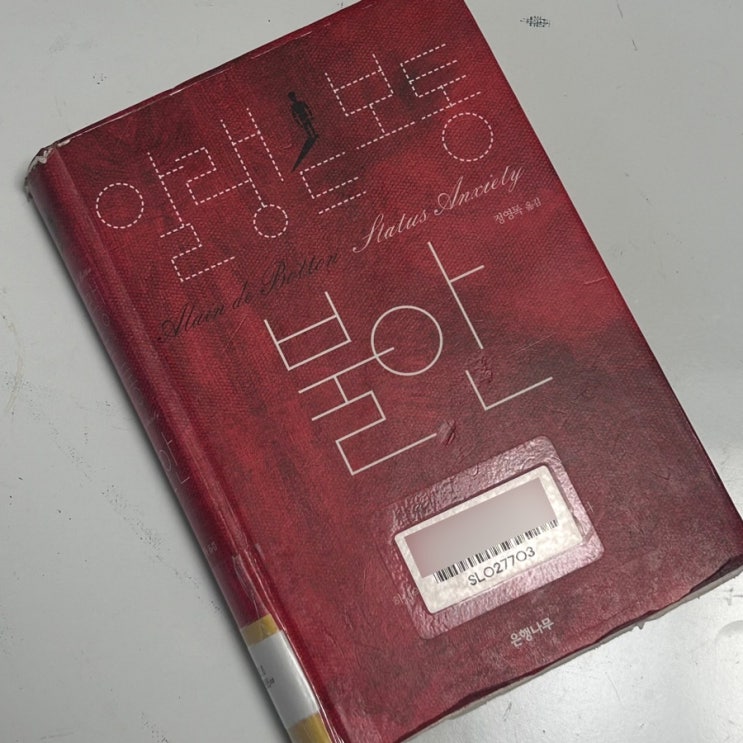 알랭 드 보통
Alain de Botton Status Anxiety
정영목 옮김
불안
SL027703
은행나무